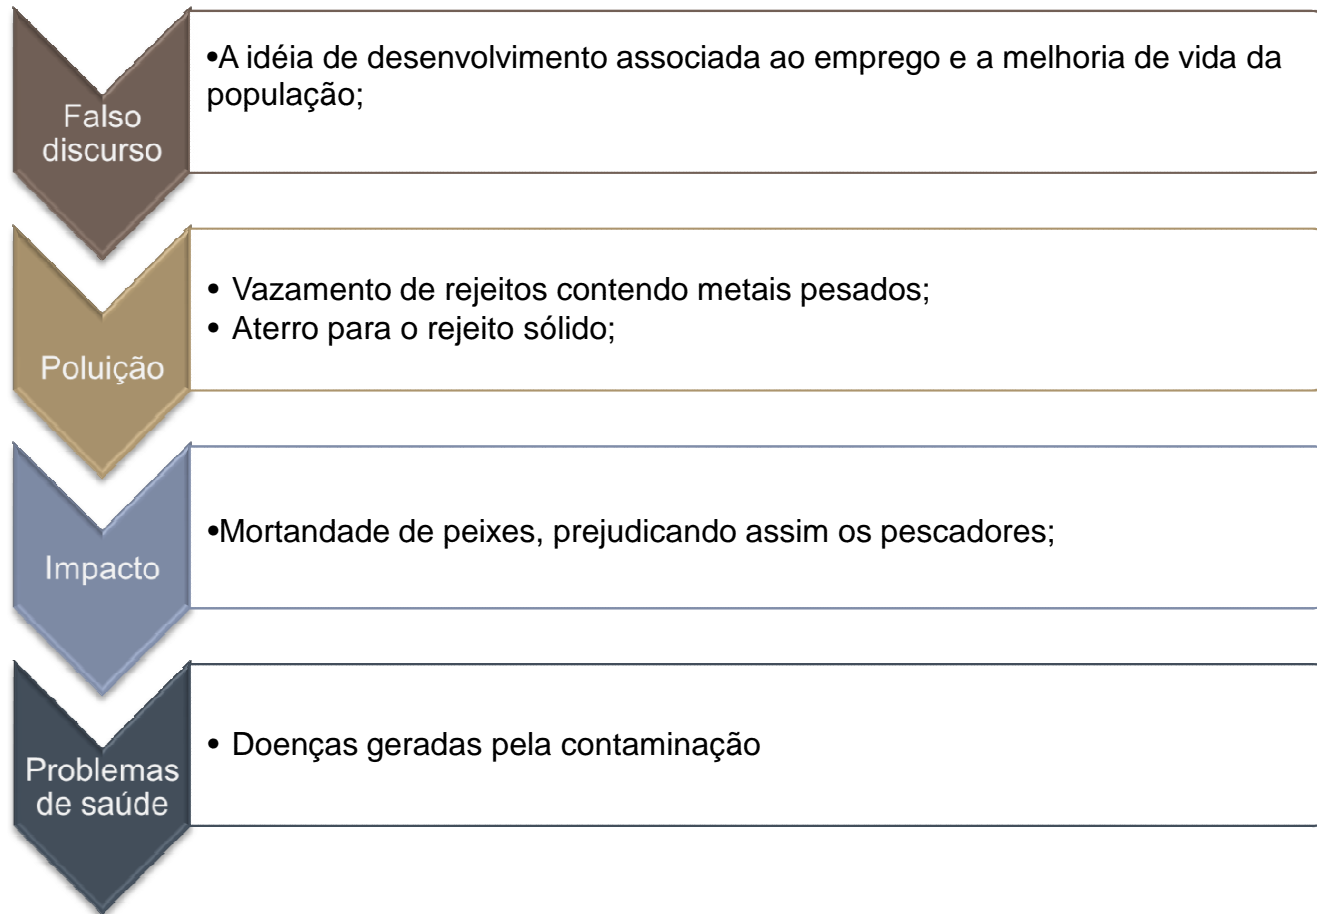 Falso
discurso
•A idéia de desenvolvimento associada ao emprego e a melhoria de vida da
população;
Poluição
• Vazamento de rejeitos contendo metais pesados;
• Aterro para o rejeito sólido;
Impacto
•Mortandade de peixes, prejudicando assim os pescadores;
Problemas
de saúde
• Doenças geradas pela contaminação